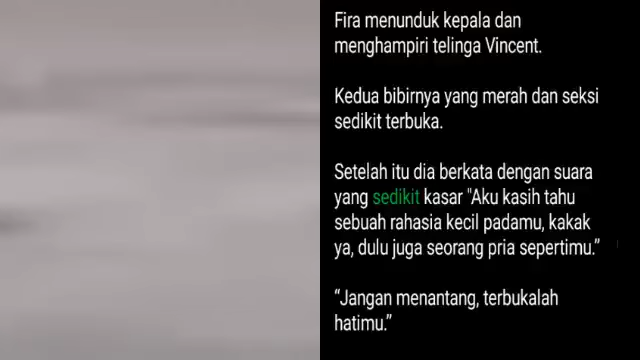 Fira menunduk kepala dan
menghampiri telinga Vincent.
Kedua bibirnya yang merah dan seksi
sedikit terbuka.
Setelah itu dia berkata dengan suara
yang sedikit kasar "Aku kasih tahu
sebuah rahasia kecil padamu, kakak
ya, dulu juga seorang pria sepertimu.”
“Jangan menantang, terbukalah
hatimu.”